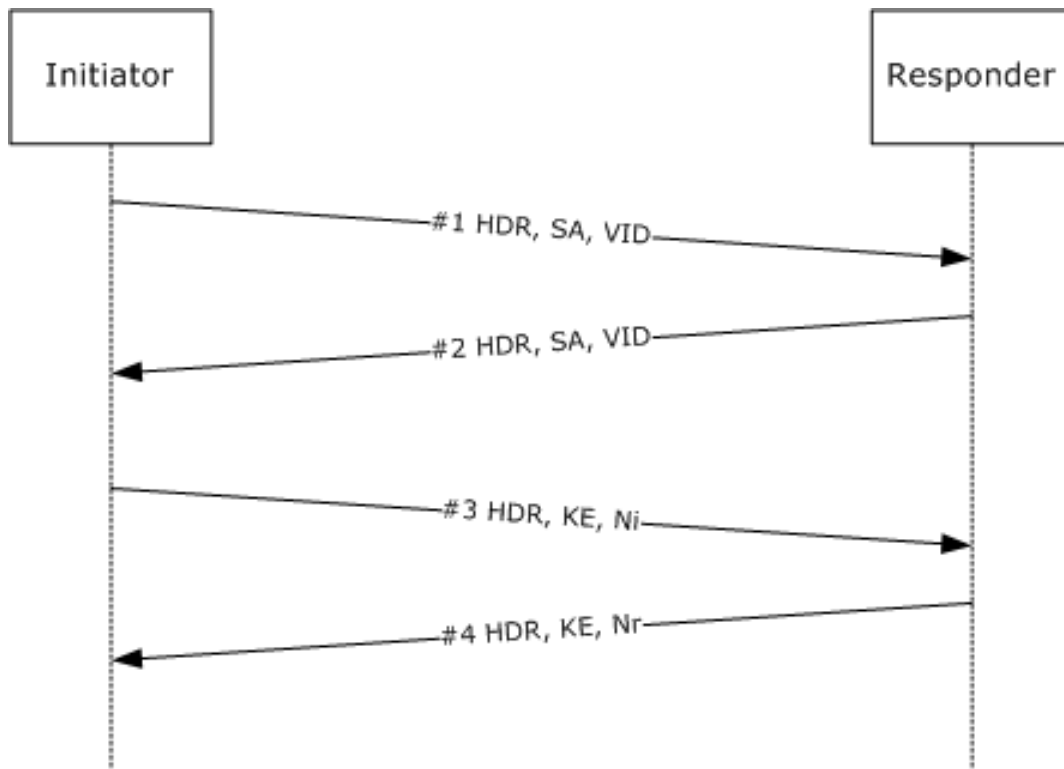 Initiator
Responder
#1 HDR, SA, VID
#2 HDR, SA, VID
#3 HDR, KE, Ni
#4 HDR, KE, Nr